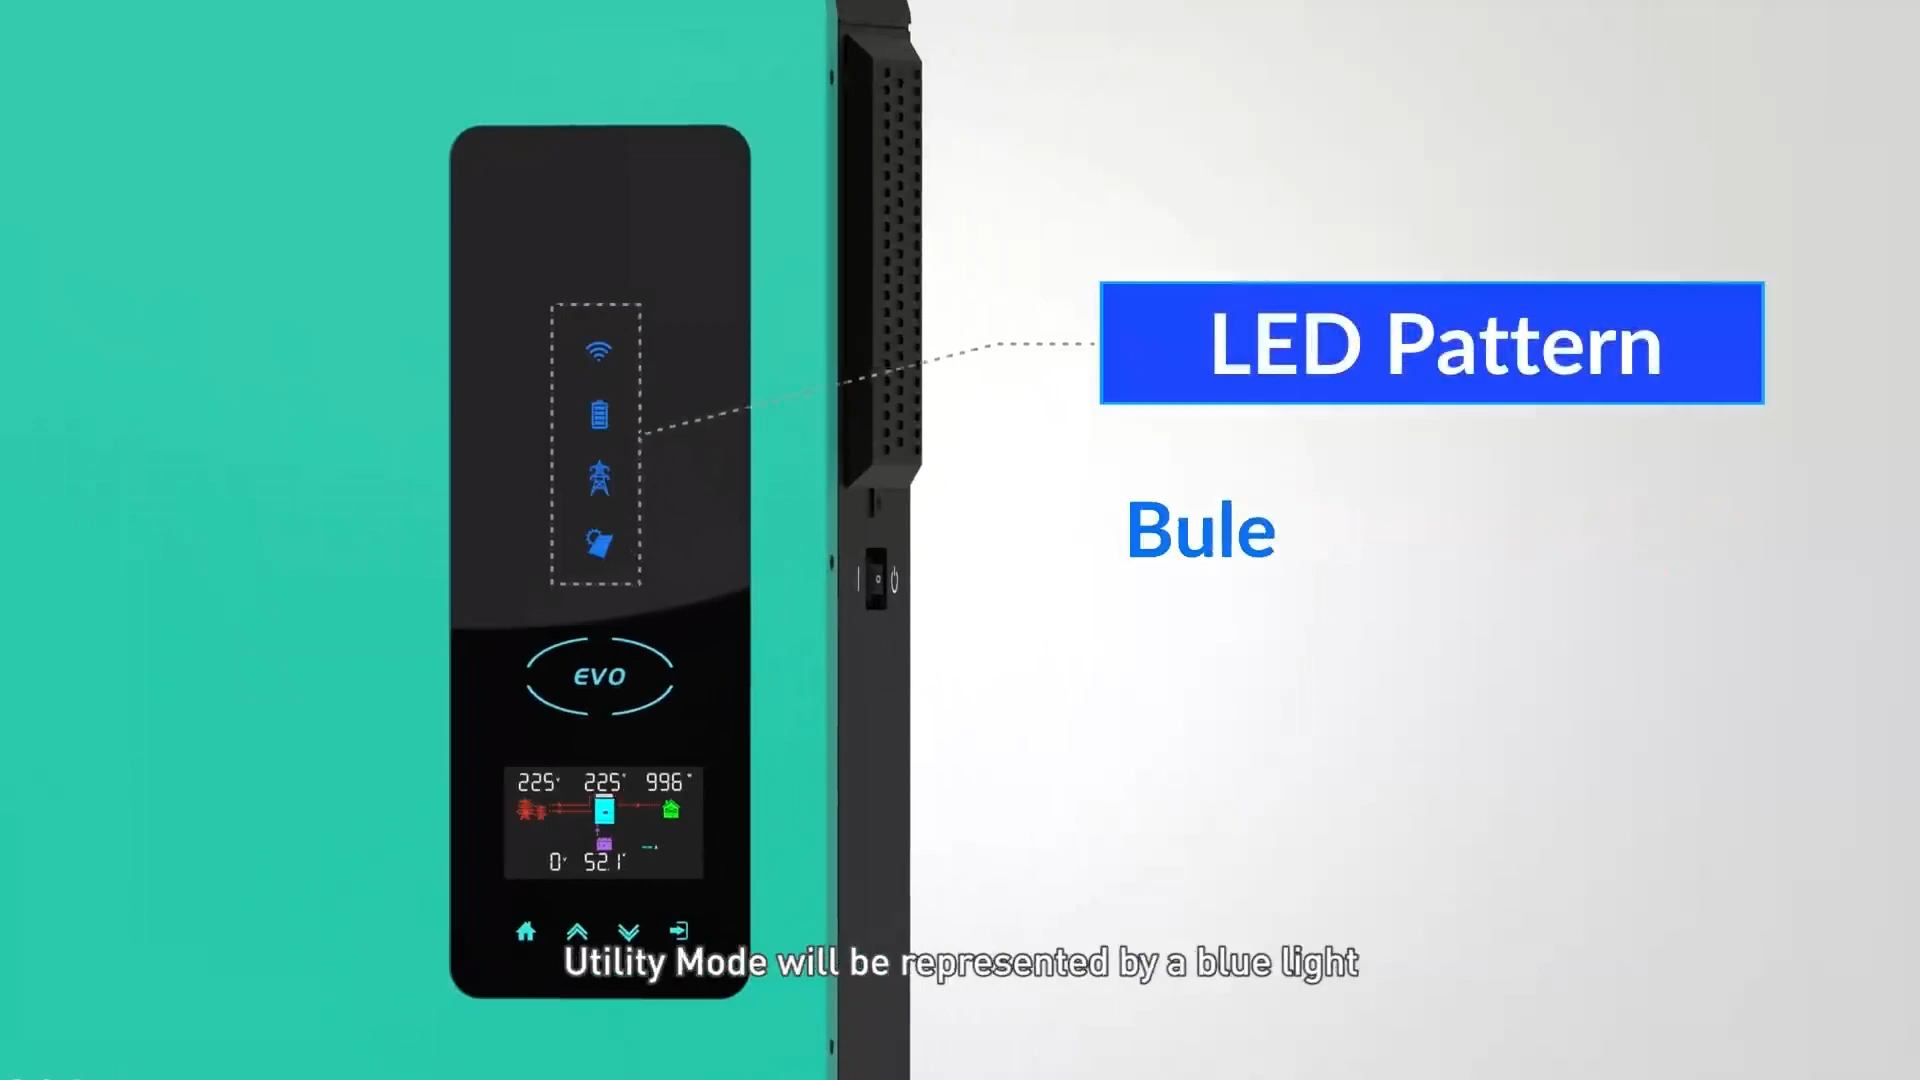 LED Pattern
Bule
EVO
225 225 996
0 52.1
Utility Mode will be represented by a blue light